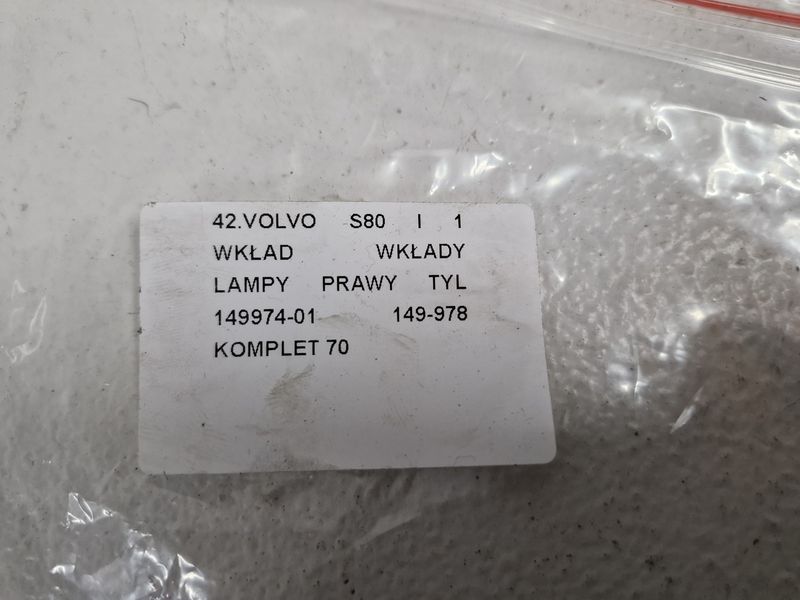 42.VOLVO S80 I 1
WKŁAD WKŁADY
LAMPY PRAWY TYL
149974-01 149-978
KOMPLET 70